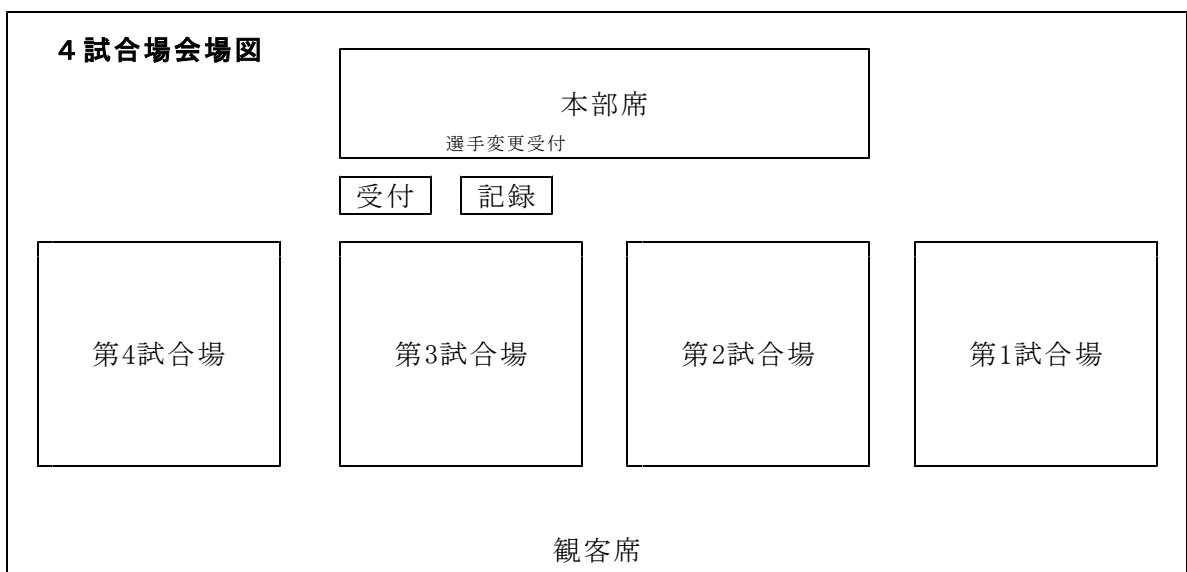 ４試合場会場図
本部席
選手変更受付
受付
記録
第4試合場
第3試合場
第2試合場
第1試合場
観客席